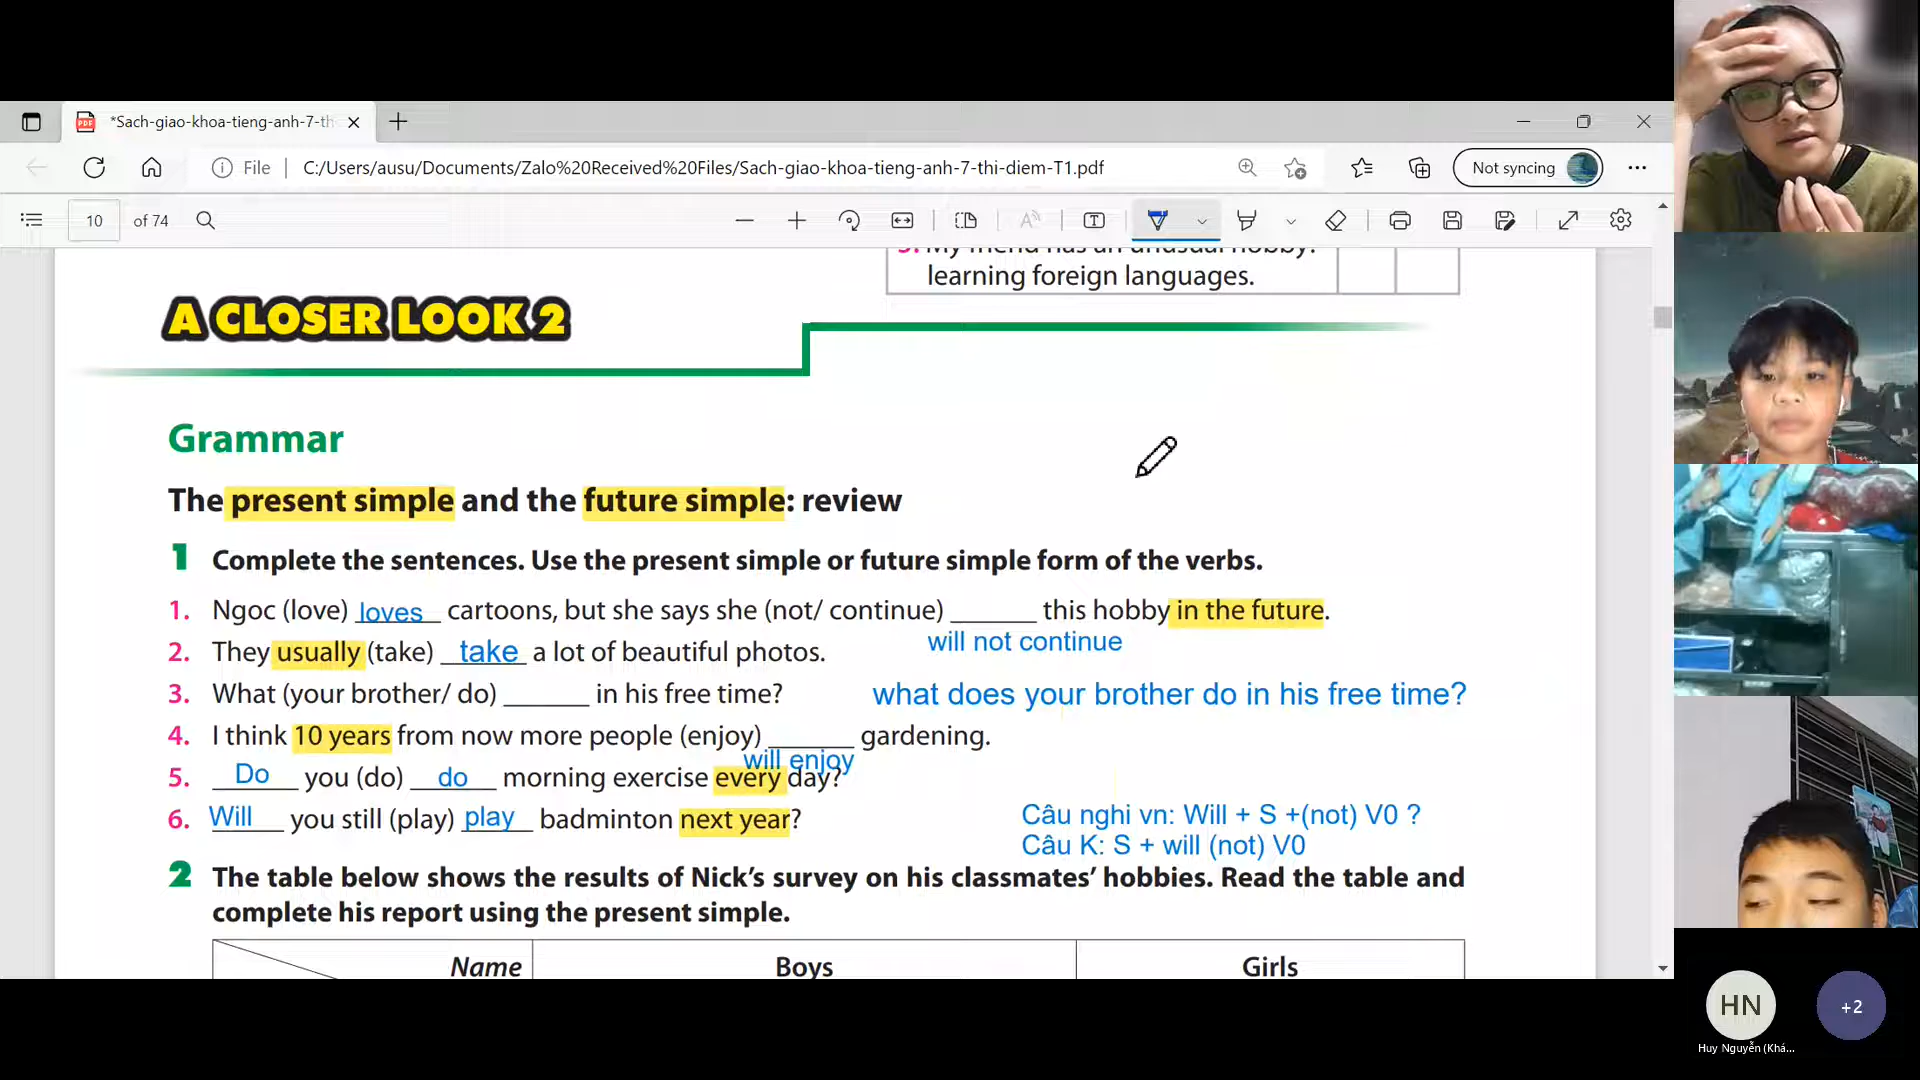 *Sach-giao-khoa-tieng-anh-7-th
File
C:/Users/ausu/Documents/Zalo%20Received%20Files/Sach-giao-khoa-tieng-anh-7-thi-diem-T1.pdf
Not syncing
10 of 74
learning foreign languages.
A CLOSER LOOK 2
Grammar
The present simple and the future simple: review
1 Complete the sentences. Use the present simple or future simple form of the verbs.
1. Ngoc (love) loves cartoons, but she says she (not/ continue) ______ this hobby in the future.
will not continue
2. They usually (take) take a lot of beautiful photos.
3. What (your brother/ do) ______ in his free time?
what does your brother do in his free time?
4. I think 10 years from now more people (enjoy) ______ gardening.
will enjoy
5. Do you (do) do morning exercise every day?
6. Will you still (play) play badminton next year?
Câu nghi vn: Will + S +(not) V0 ?
Câu K: S + will (not) V0
2 The table below shows the results of Nick's survey on his classmates' hobbies. Read the table and
complete his report using the present simple.
Name Boys Girls
HN
+2
Huy Nguyễn (Khá...